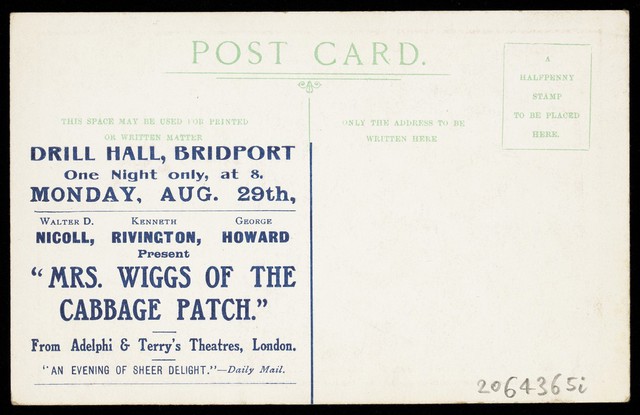 POST CARD.
THIS SPACE MAY BE USED FOR PRINTED
OR WRITTEN MATTER
ONLY THE ADDRESS TO BE
WRITTEN HERE
A
HALFPENNY
STAMP
TO BE PLACED
HERE.
DRILL HALL, BRIDPORT
One Night only, at 8.
MONDAY, AUG. 29th,
WALTER D. KENNETH GEORGE
NICOLL, RIVINGTON, HOWARD
Present
"MRS. WIGGS OF THE
CABBAGE PATCH."
From Adelphi & Terry's Theatres, London.
"AN EVENING OF SHEER DELIGHT."—Daily Mail.
2064365i